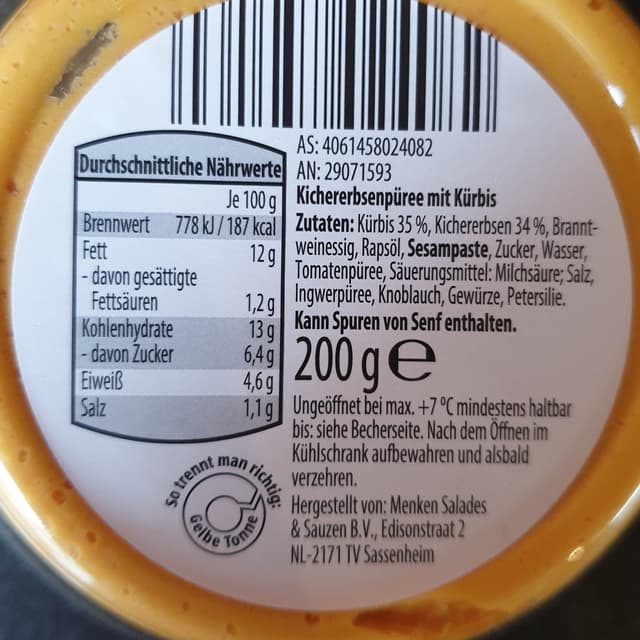 AS: 4061458024082
AN: 29071593
Durchschnittliche Nährwerte
Je 100 g
Brennwert 778 kJ / 187 kcal
Fett 12 g
- davon gesättigte
Fettsäuren 1,2 g
Kohlenhydrate 13 g
- davon Zucker 6,4 g
Eiweiß 4,6 g
Salz 1,1 g
Kichererbsenpüree mit Kürbis
Zutaten: Kürbis 35 %, Kichererbsen 34 %, Brannt-
weinessig, Rapsöl, Sesampaste, Zucker, Wasser,
Tomatenpüree, Säuerungsmittel: Milchsäure; Salz,
Ingwerpüree, Knoblauch, Gewürze, Petersilie.
Kann Spuren von Senf enthalten.
200 g e
Ungeöffnet bei max. +7 °C mindestens haltbar
bis: siehe Becherseite. Nach dem Öffnen im
Kühlschrank aufbewahren und alsbald
verzehren.
Hergestellt von: Menken Salades
& Sauzen B.V., Edisonstraat 2
NL-2171 TV Sassenheim
So trennt man richtig:
Gelbe Tonne